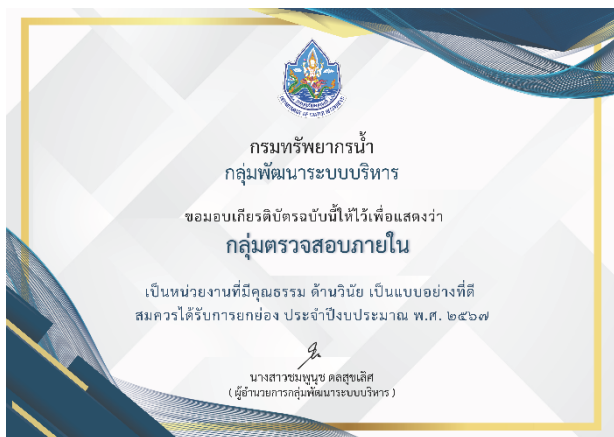 กรมทรัพยากรน้ำ
กลุ่มพัฒนาระบบบริหาร
ขอมอบเกียรติบัตรฉบับนี้ให้ไว้เพื่อแสดงว่า
กลุ่มตรวจสอบภายใน
เป็นหน่วยงานที่มีคุณธรรม ด้านวินัย เป็นแบบอย่างที่ดี
สมควรได้รับการยกย่อง ประจำปีงบประมาณ พ.ศ. ๒๕๖๗
นางสาวชมพูนุช ดลสุขเลิศ
( ผู้อำนวยการกลุ่มพัฒนาระบบบริหาร )